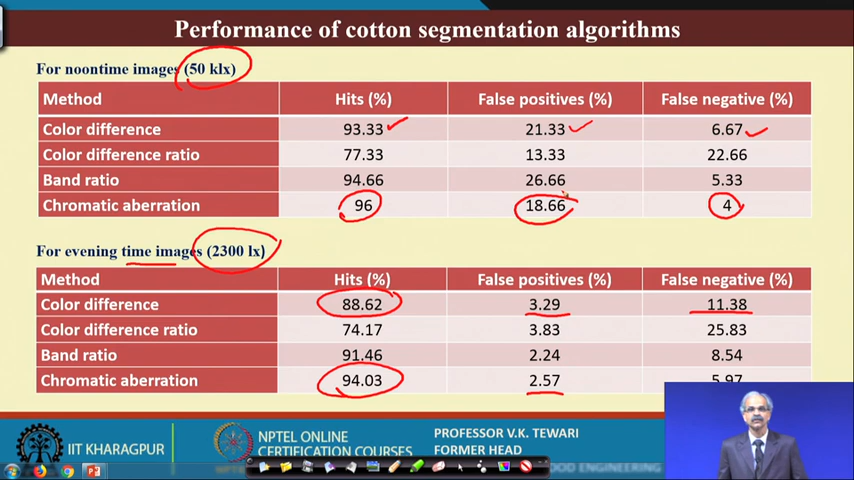 Performance of cotton segmentation algorithms
For noontime images (50 klx)
Method Hits (%) False positives (%) False negative (%)
Color difference 93.33 21.33 6.67
Color difference ratio 77.33 13.33 22.66
Band ratio 94.66 26.66 5.33
Chromatic aberration 96 18.66 4
For evening time images (2300 lx)
Method Hits (%) False positives (%) False negative (%)
Color difference 88.62 3.29 11.38
Color difference ratio 74.17 3.83 25.83
Band ratio 91.46 2.24 8.54
Chromatic aberration 94.03 2.57 5.97
IIT KHARAGPUR
NPTEL ONLINE
CERTIFICATION COURSES
PROFESSOR V.K. TEWARI
FORMER HEAD
OOD ENGINEERING